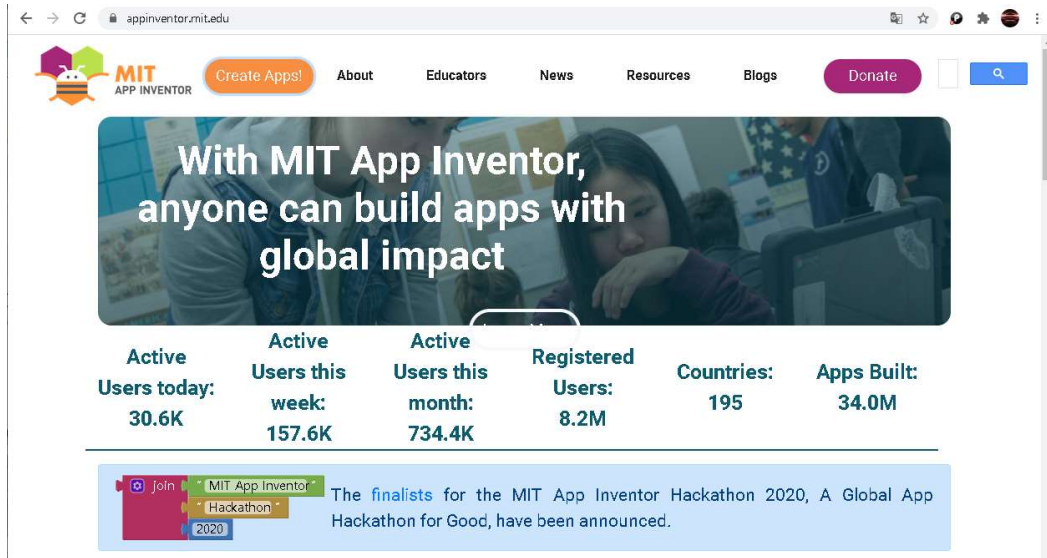 appinventor.mit.edu
MIT
APP INVENTOR
Create Apps!
About
Educators
News
Resources
Blogs
Donate
With MIT App Inventor,
anyone can build apps with
global impact
Active
Users today:
30.6K
Active
Users this
week:
157.6K
Active
Users this
month:
734.4K
Registered
Users:
8.2M
Countries:
195
Apps Built:
34.0M
join
" MIT App Inventor "
" Hackathon "
2020
The finalists for the MIT App Inventor Hackathon 2020, A Global App
Hackathon for Good, have been announced.